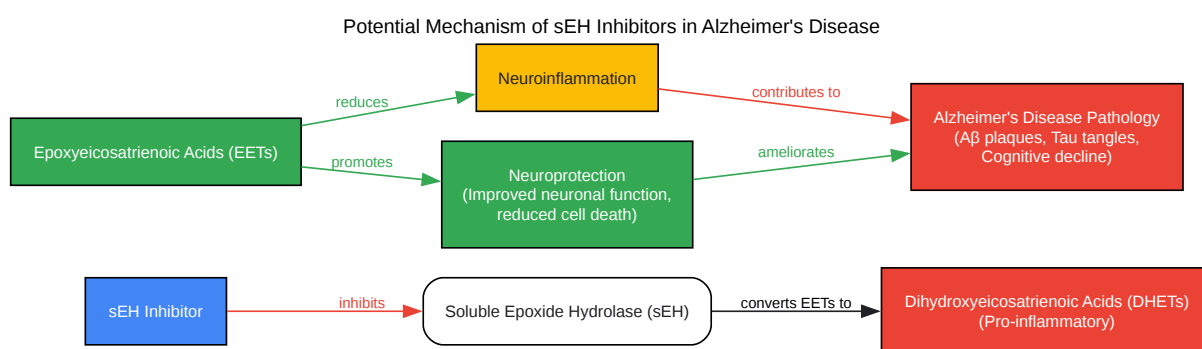 Potential Mechanism of sEH Inhibitors in Alzheimer's Disease
Neuroinflammation
reduces
contributes to
Epoxyeicosatrienoic Acids (EETs)
Alzheimer's Disease Pathology
(Aβ plaques, Tau tangles,
Cognitive decline)
promotes
Neuroprotection
(Improved neuronal function,
reduced cell death)
ameliorates
sEH Inhibitor
inhibits
Soluble Epoxide Hydrolase (sEH)
converts EETs to
Dihydroxyeicosatrienoic Acids (DHETs)
(Pro-inflammatory)